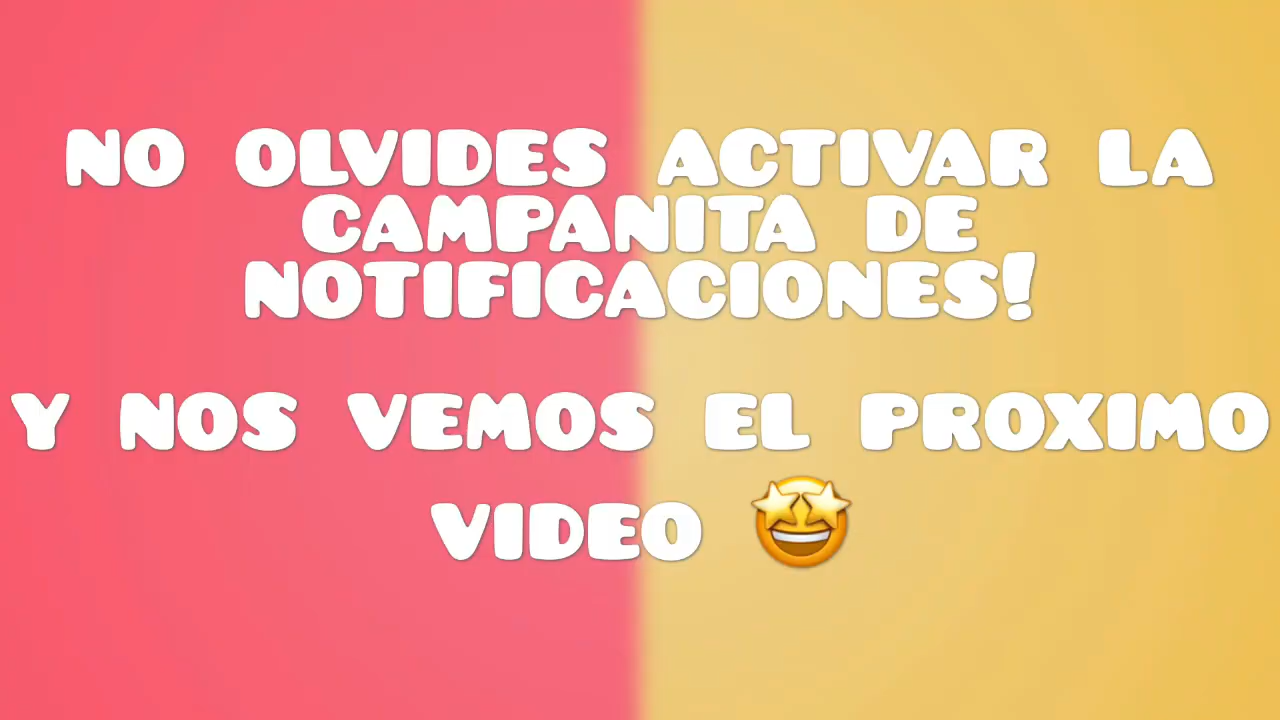 NO OLVIDES ACTIVAR LA
CAMPANITA DE
NOTIFICACIONES!
Y NOS VEMOS EL PROXIMO
VIDEO 🤩